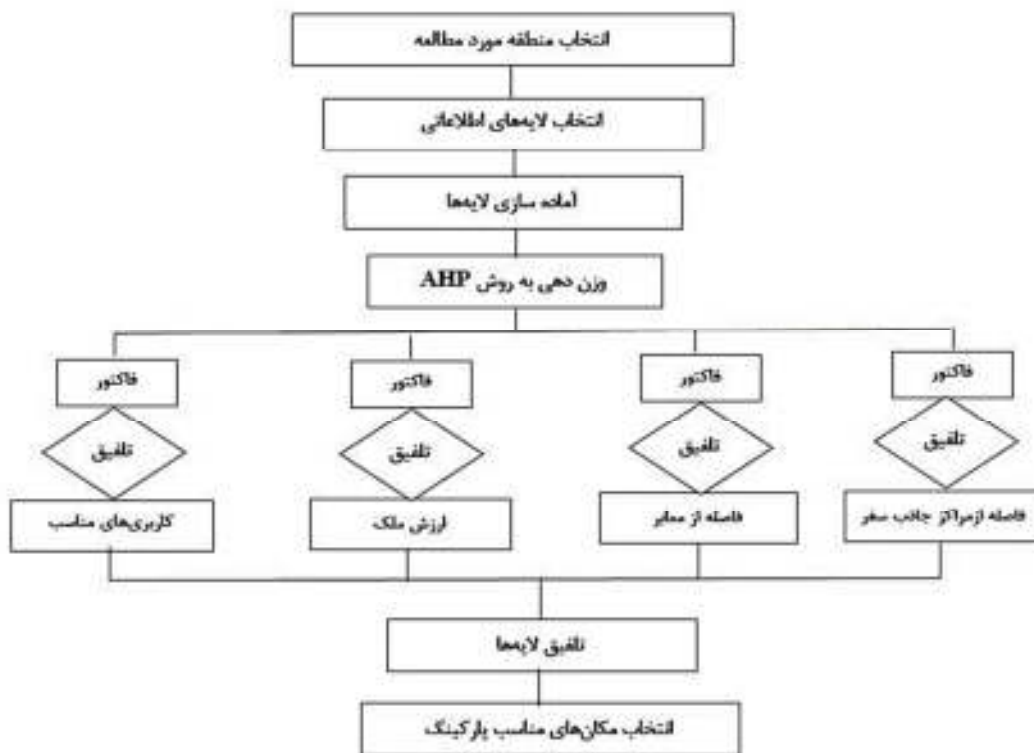 انتخاب منطقه مورد مطالعه
انتخاب لایه‌های اطلاعاتی
آماده سازی لایه‌ها
وزن دهی به روش AHP
فاکتور
فاکتور
فاکتور
فاکتور
تلفیق
تلفیق
تلفیق
تلفیق
فاصله ازمراکز جاذب سفر
فاصله از معابر
ارزش ملک
کاربری‌های مناسب
تلفیق لایه‌ها
انتخاب مکان‌های مناسب پارکینگ